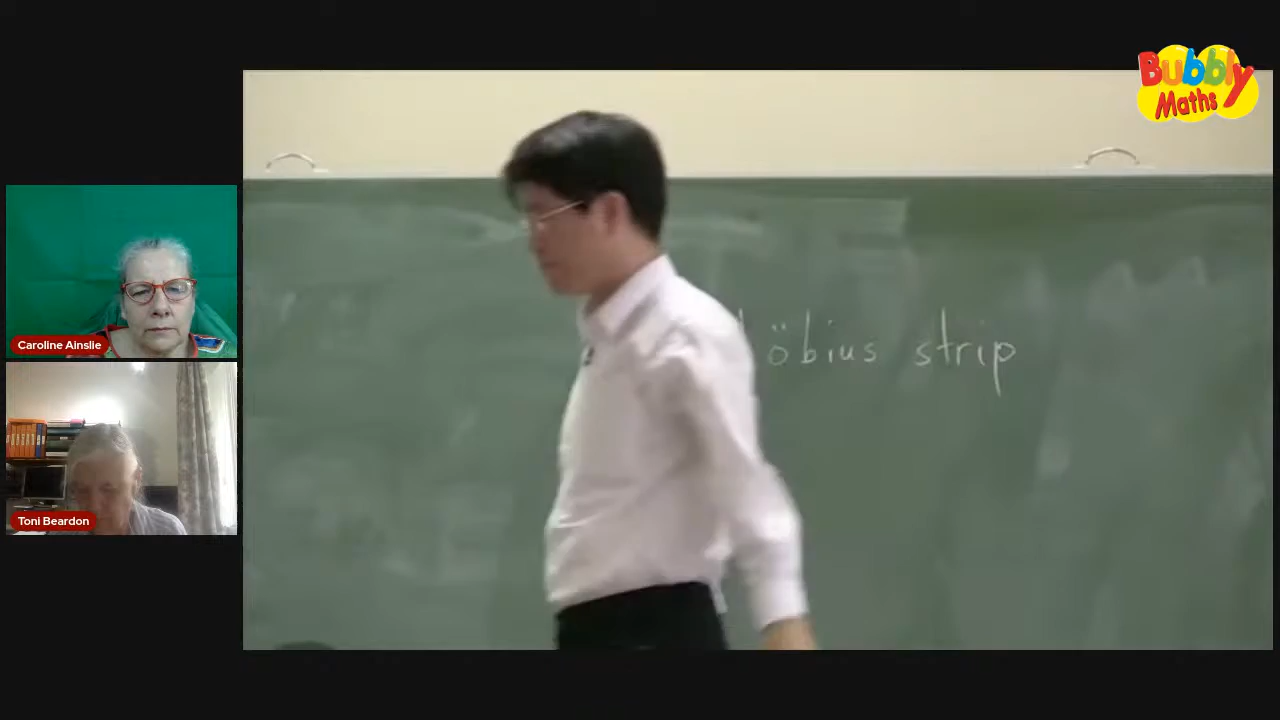 Bubbly
Maths
öbius strip
Caroline Ainslie
Toni Beardon